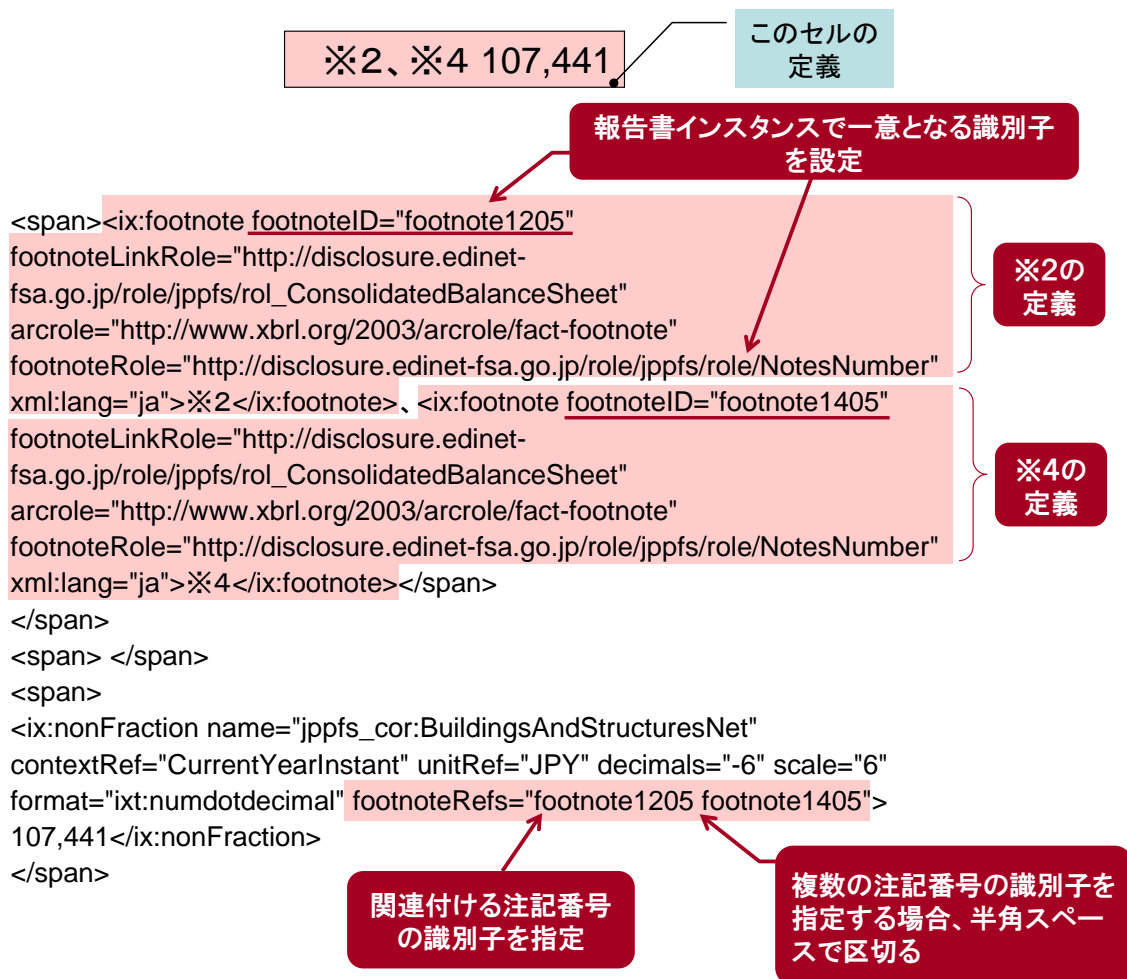 ※2、※4 107,441
このセルの
定義
報告書インスタンスで一意となる識別子
を設定
<span><ix:footnote footnoteID="footnote1205"
footnoteLinkRole="http://disclosure.edinet-
fsa.go.jp/role/jppfs/rol_ConsolidatedBalanceSheet"
arcrole="http://www.xbrl.org/2003/arcrole/fact-footnote"
footnoteRole="http://disclosure.edinet-fsa.go.jp/role/jppfs/role/NotesNumber"
xml:lang="ja">※2</ix:footnote>、<ix:footnote footnoteID="footnote1405"
footnoteLinkRole="http://disclosure.edinet-
fsa.go.jp/role/jppfs/rol_ConsolidatedBalanceSheet"
arcrole="http://www.xbrl.org/2003/arcrole/fact-footnote"
footnoteRole="http://disclosure.edinet-fsa.go.jp/role/jppfs/role/NotesNumber"
xml:lang="ja">※4</ix:footnote></span>
</span>
<span> </span>
<span>
<ix:nonFraction name="jppfs_cor:BuildingsAndStructuresNet"
contextRef="CurrentYearInstant" unitRef="JPY" decimals="-6" scale="6"
format="ixt:numdotdecimal" footnoteRefs="footnote1205 footnote1405">
107,441</ix:nonFraction>
</span>
※2の
定義
※4の
定義
関連付ける注記番号
の識別子を指定
複数の注記番号の識別子を
指定する場合、半角スペー
スで区切る